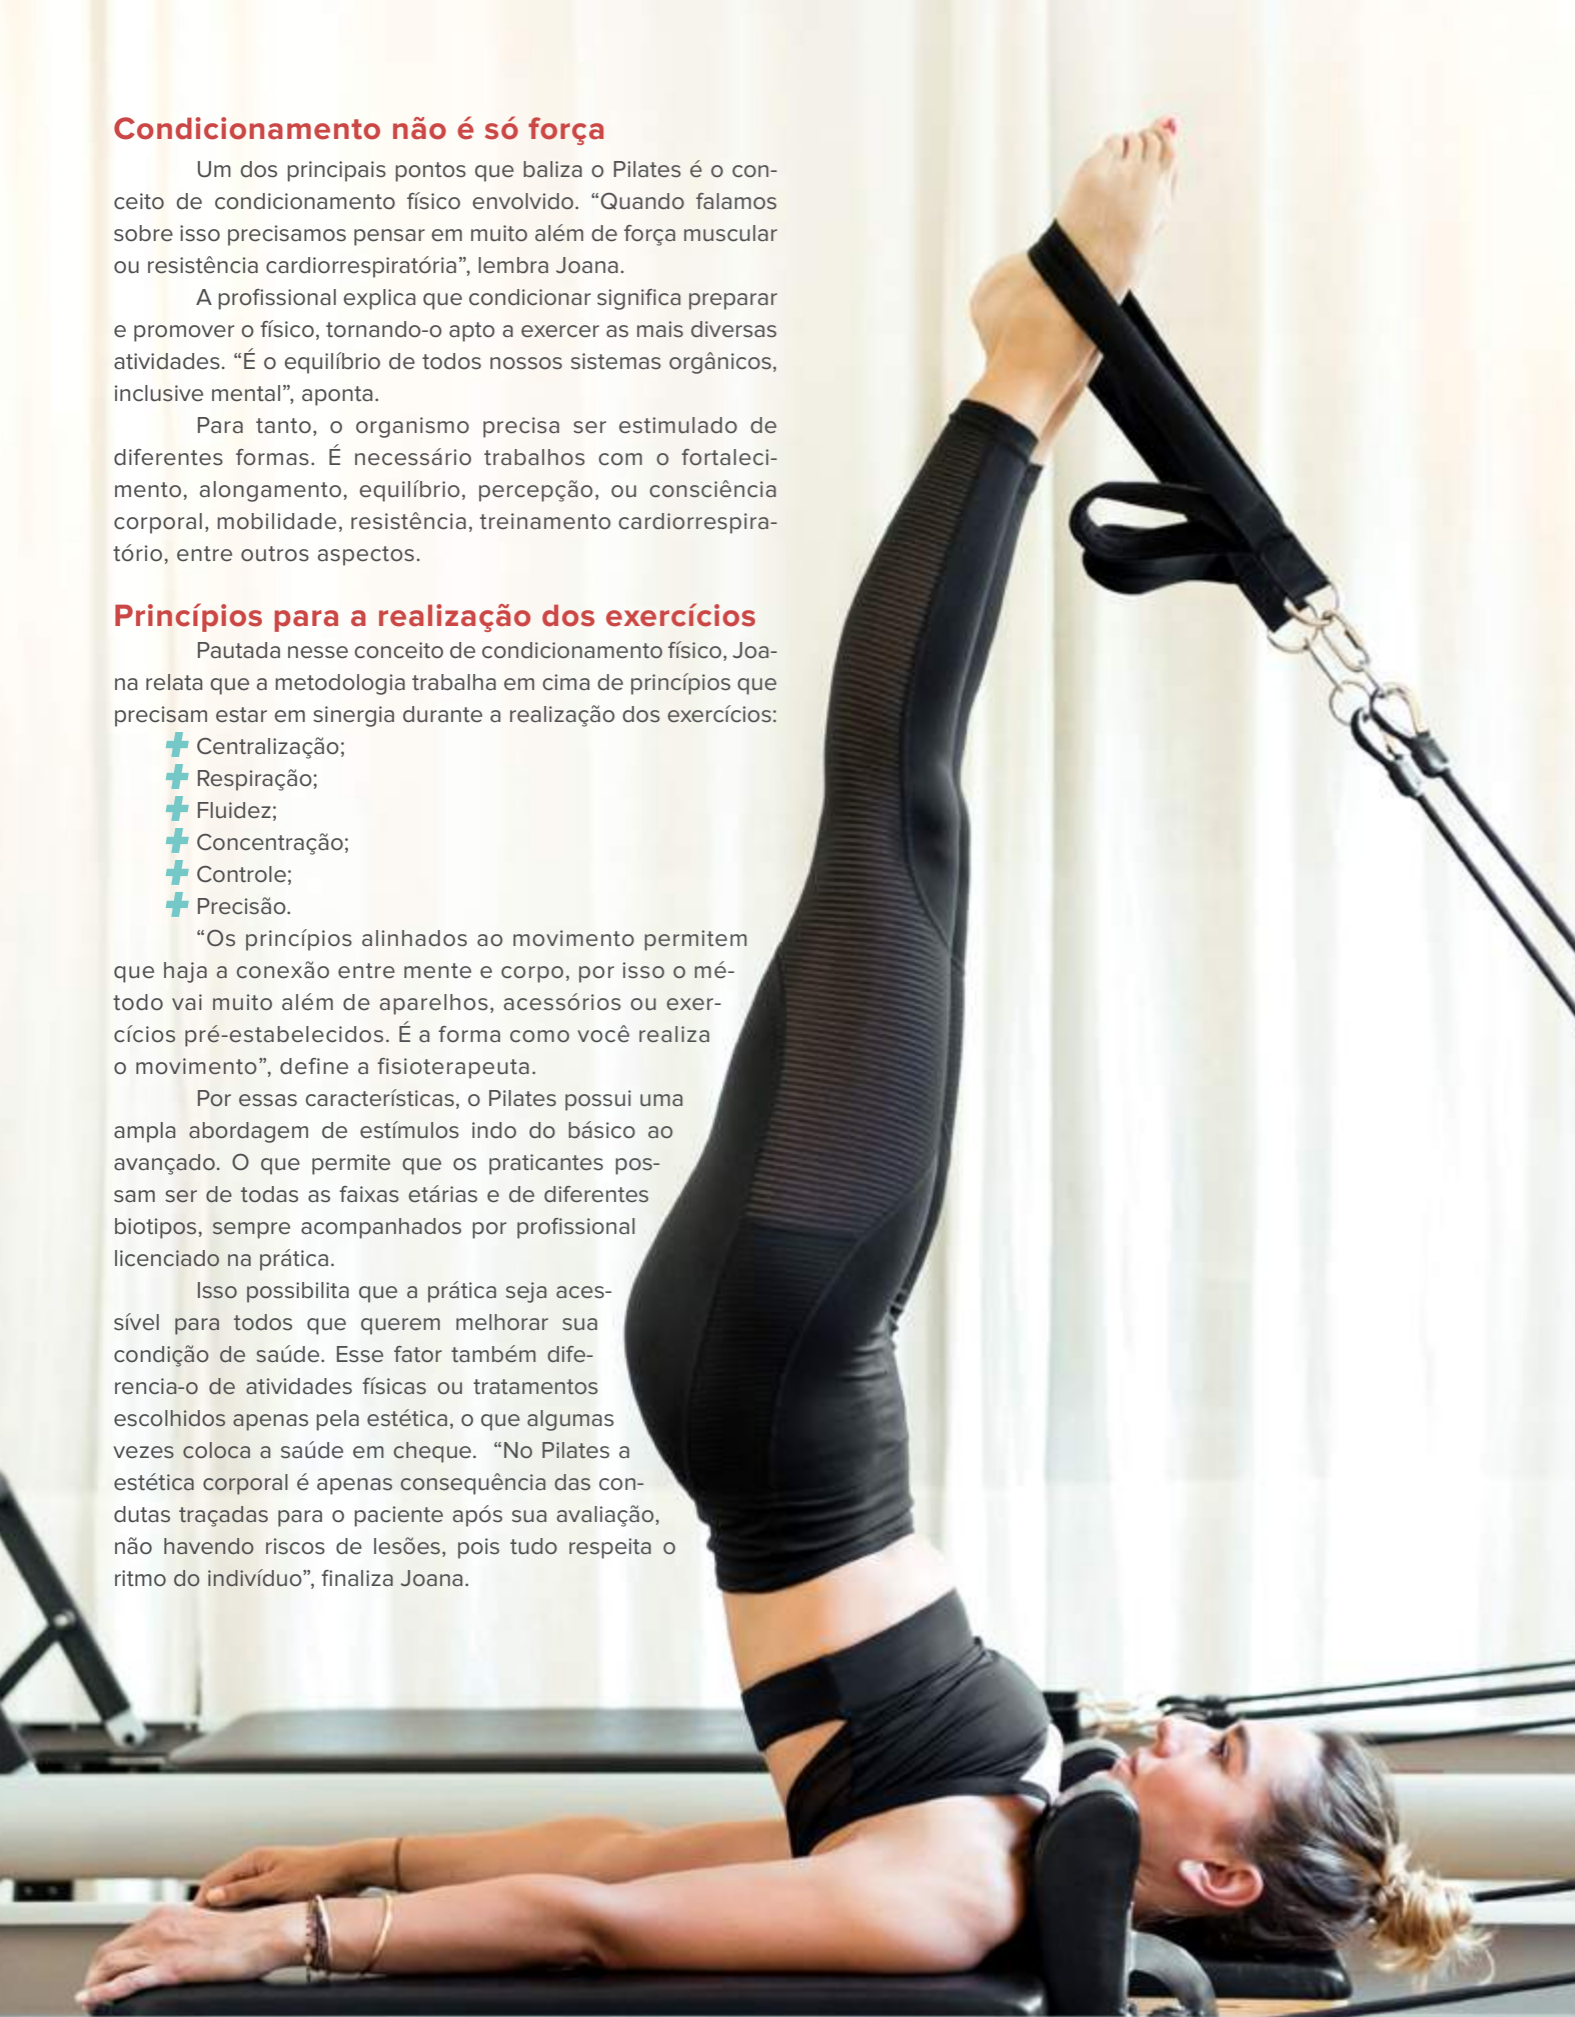 Condicionamento não é só força
Um dos principais pontos que baliza o Pilates é o con-
ceito de condicionamento físico envolvido. “Quando falamos
sobre isso precisamos pensar em muito além de força muscular
ou resistência cardiorrespiratória”, lembra Joana.
A profissional explica que condicionar significa preparar
e promover o físico, tornando-o apto a exercer as mais diversas
atividades. “É o equilíbrio de todos nossos sistemas orgânicos,
inclusive mental”, aponta.
Para tanto, o organismo precisa ser estimulado de
diferentes formas. É necessário trabalhos com o fortaleci-
mento, alongamento, equilíbrio, percepção, ou consciência
corporal, mobilidade, resistência, treinamento cardiorrespira-
tório, entre outros aspectos.
Princípios para a realização dos exercícios
Pautada nesse conceito de condicionamento físico, Joa-
na relata que a metodologia trabalha em cima de princípios que
precisam estar em sinergia durante a realização dos exercícios:
Centralização;
Respiração;
Fluidez;
Concentração;
Controle;
Precisão.
“Os princípios alinhados ao movimento permitem
que haja a conexão entre mente e corpo, por isso o mé-
todo vai muito além de aparelhos, acessórios ou exer-
cícios pré-estabelecidos. É a forma como você realiza
o movimento”, define a fisioterapeuta.
Por essas características, o Pilates possui uma
ampla abordagem de estímulos indo do básico ao
avançado. O que permite que os praticantes pos-
sam ser de todas as faixas etárias e de diferentes
biotipos, sempre acompanhados por profissional
licenciado na prática.
Isso possibilita que a prática seja aces-
sível para todos que querem melhorar sua
condição de saúde. Esse fator também dife-
rencia-o de atividades físicas ou tratamentos
escolhidos apenas pela estética, o que algumas
vezes coloca a saúde em cheque. “No Pilates a
estética corporal é apenas consequência das con-
dutas traçadas para o paciente após sua avaliação,
não havendo riscos de lesões, pois tudo respeita o
ritmo do indivíduo”, finaliza Joana.